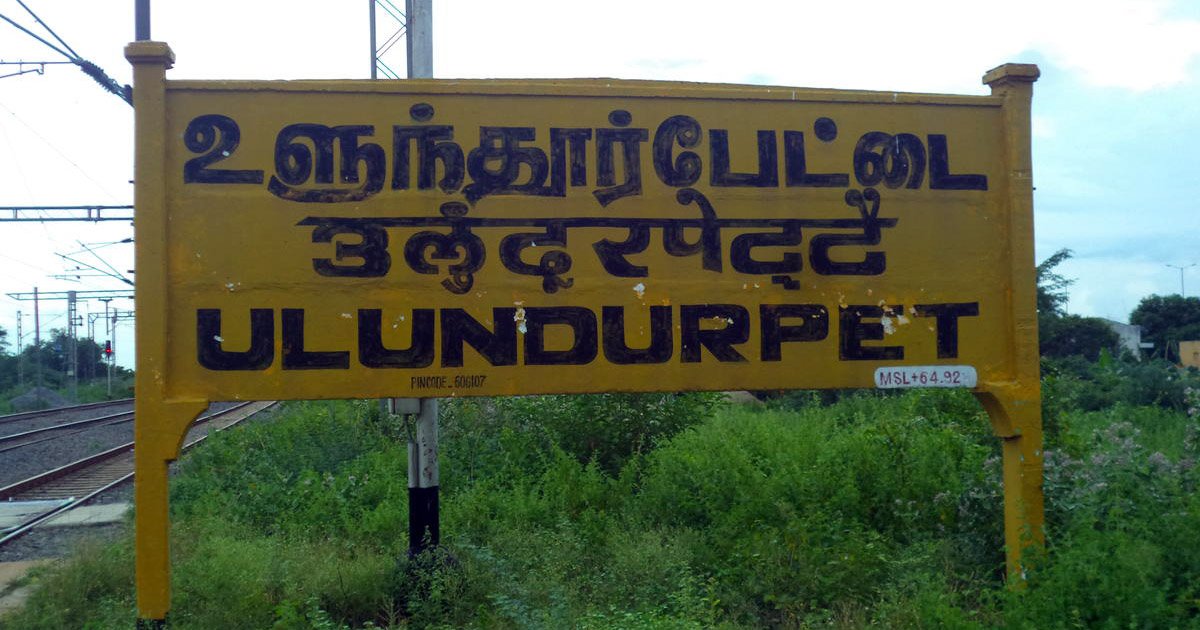 உளுந்தூர்பேட்டை
उलुंदूरपेट्टै
ULUNDURPET
PINCODE - 606107
MSL+64.92